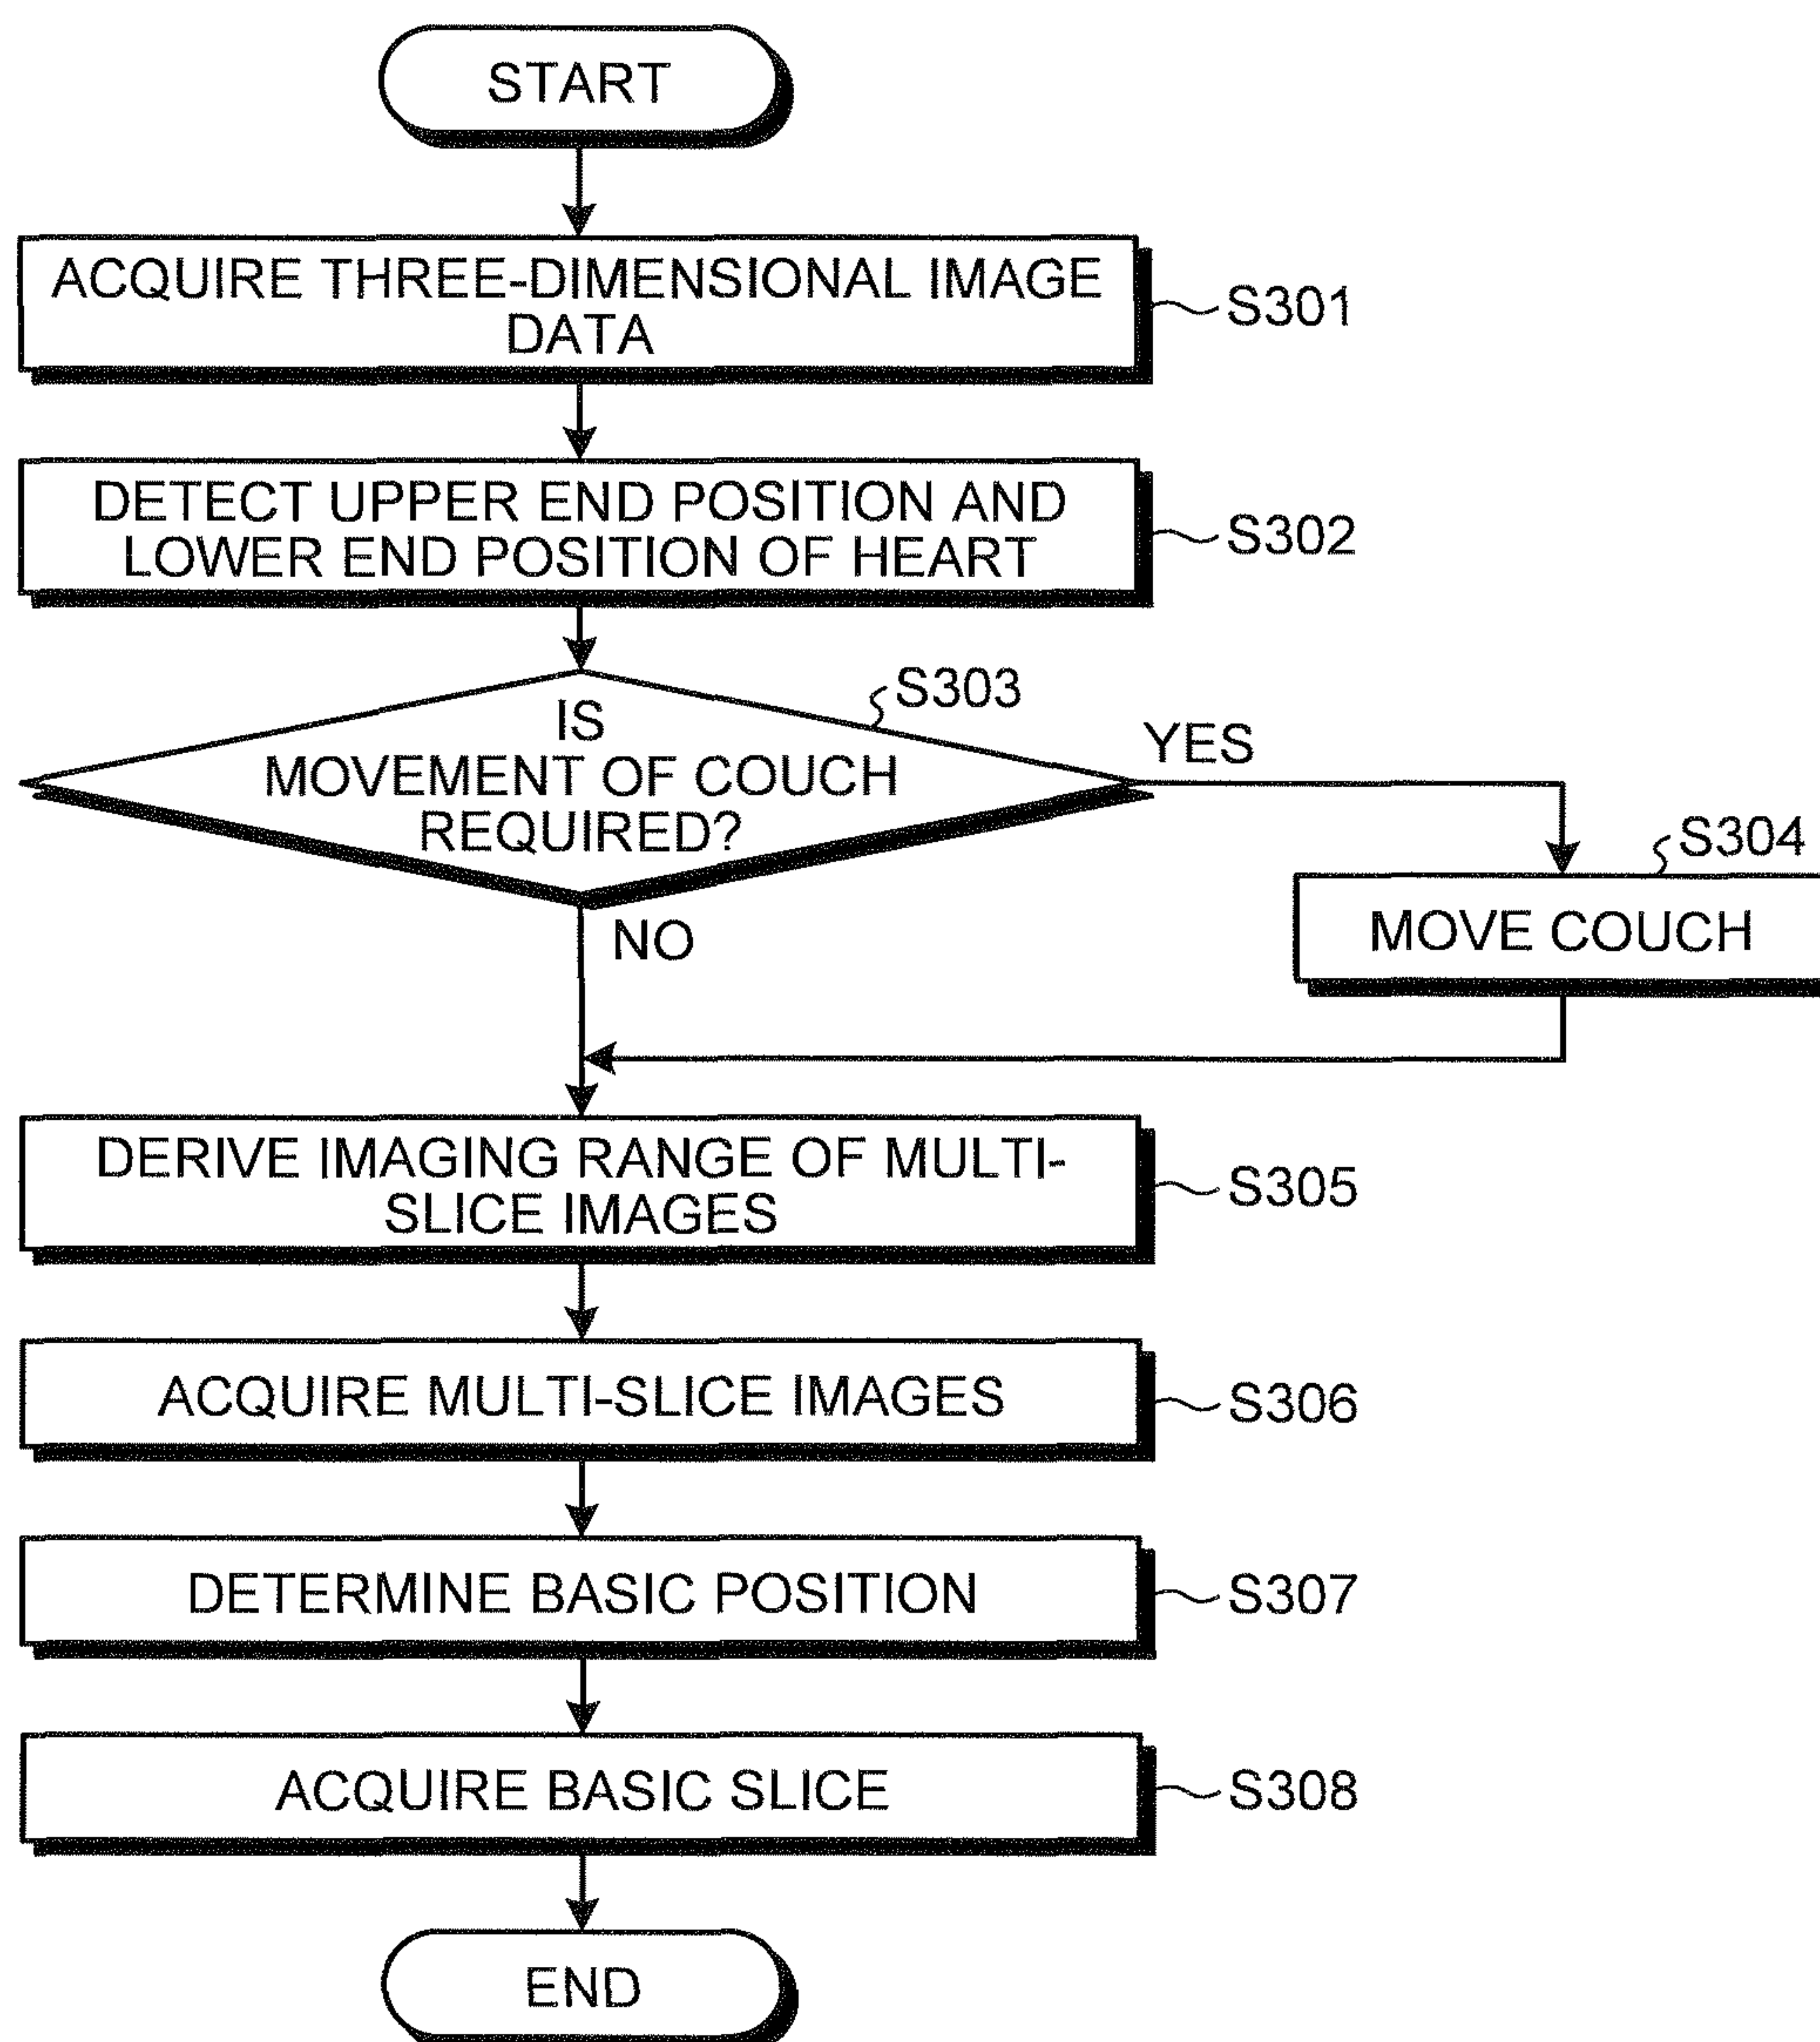 START
ACQUIRE THREE-DIMENSIONAL IMAGE
DATA
S301
DETECT UPPER END POSITION AND
LOWER END POSITION OF HEART
S302
S303
IS
MOVEMENT OF COUCH
REQUIRED?
YES
S304
MOVE COUCH
NO
DERIVE IMAGING RANGE OF MULTI-
SLICE IMAGES
S305
ACQUIRE MULTI-SLICE IMAGES
S306
DETERMINE BASIC POSITION
S307
ACQUIRE BASIC SLICE
S308
END